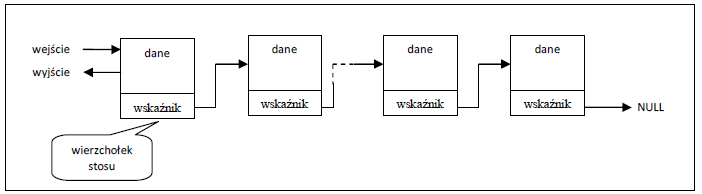 wejście
wyjście
dane
wskaźnik
dane
wskaźnik
dane
wskaźnik
dane
wskaźnik
NULL
wierzchołek
stosu